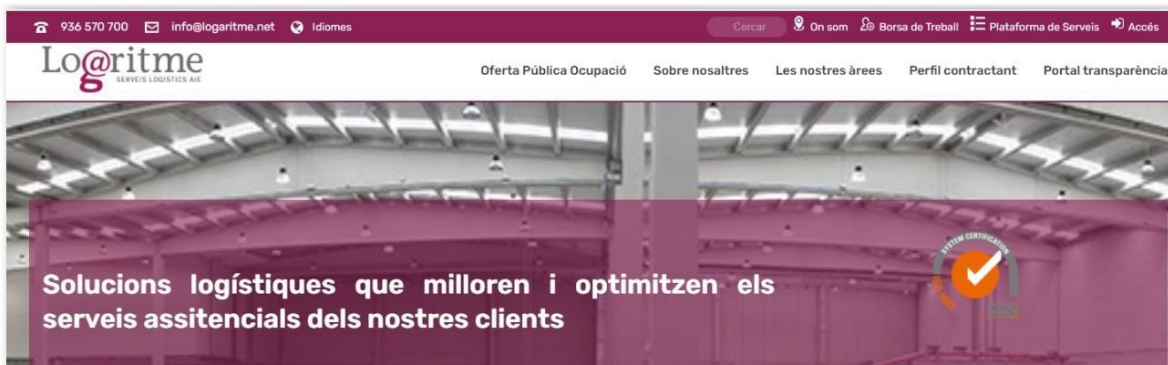 936 570 700 info@logaritme.net Idiomes Cercar On som Borsa de Treball Plataforma de Serveis Accés
Log@ritme
SERVEIS LOGISTICS AIE
Oferta Pública Ocupació Sobre nosaltres Les nostres àrees Perfil contractant Portal transparència
SYSTEM CERTIFICATION
Solucions logístiques que milloren i optimitzen els
serveis assitencials dels nostres clients
SGS